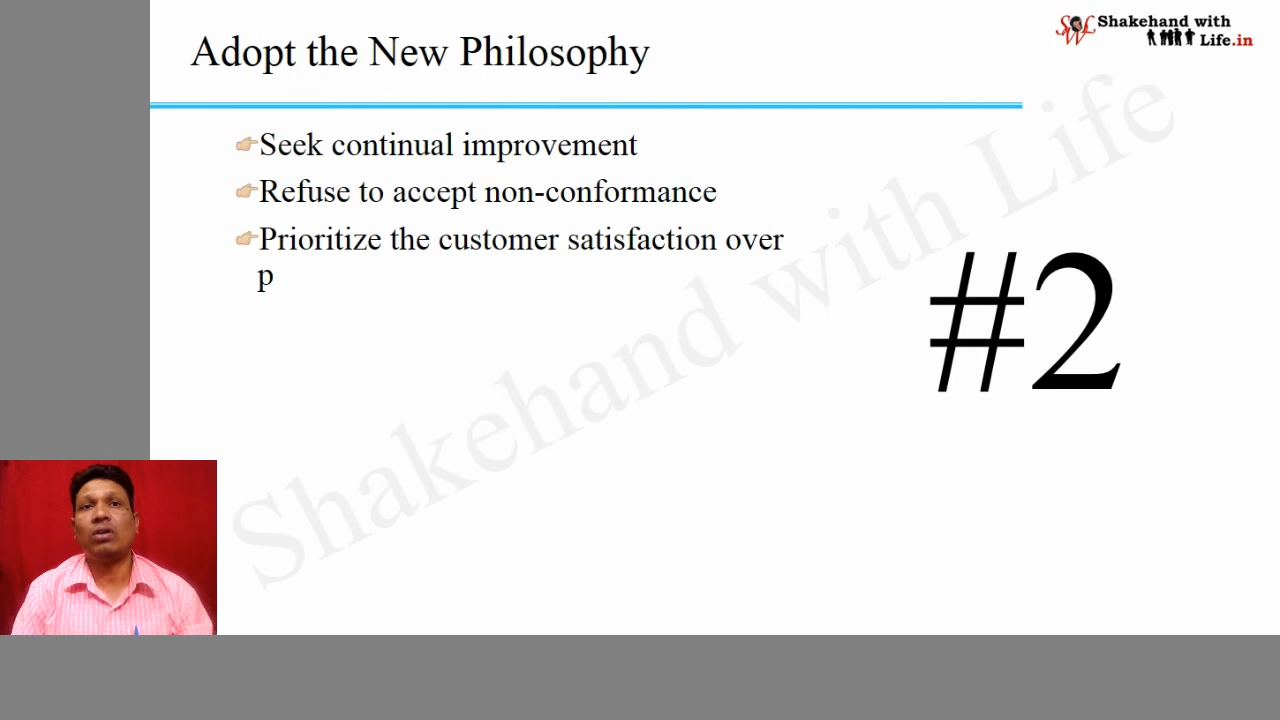 Adopt the New Philosophy
Shakehand with
Life.in
Seek continual improvement
Refuse to accept non-conformance
Prioritize the customer satisfaction over
p
#2
Shakehand with Life